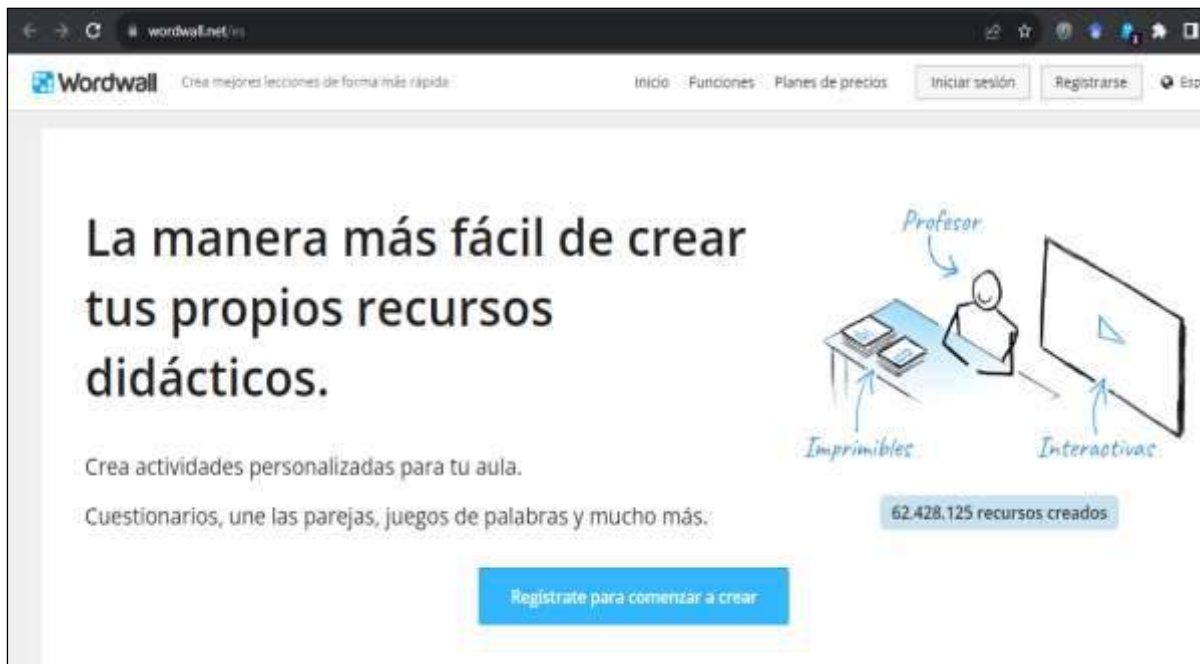 wordwall.net/es
Wordwall Crea mejores lecciones de forma más rápida Inicio Funciones Planes de precios Iniciar sesión Registrarse Esp
La manera más fácil de crear
tus propios recursos
didácticos.
Profesor
Imprimibles
Interactivas
Crea actividades personalizadas para tu aula.
Cuestionarios, une las parejas, juegos de palabras y mucho más.
62.428.125 recursos creados
Regístrate para comenzar a crear